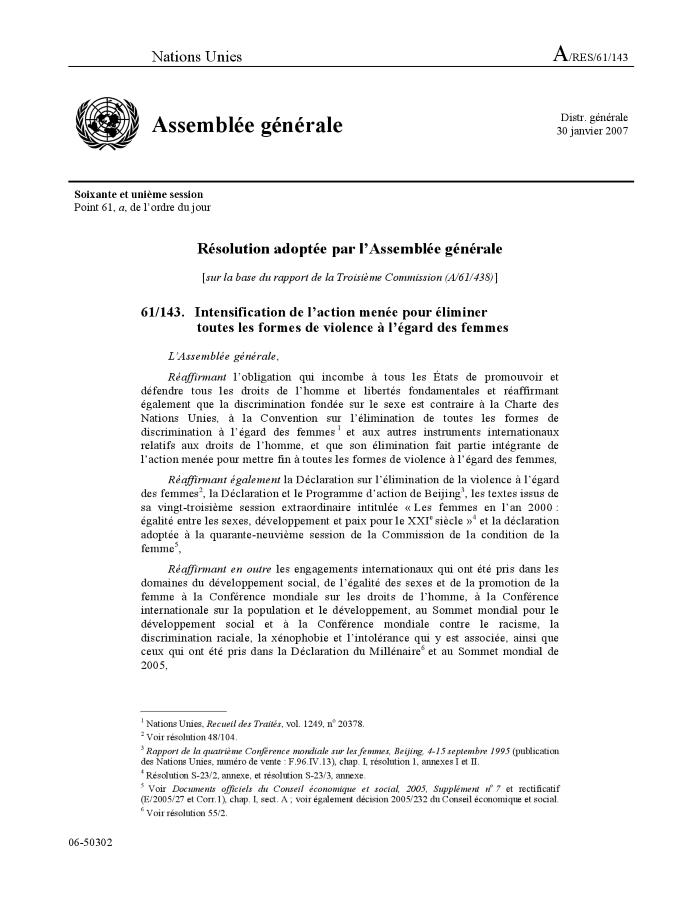 Nations Unies
A/RES/61/143
Assemblée générale
Distr. générale
30 janvier 2007
Soixante et unième session
Point 61, a, de l’ordre du jour
Résolution adoptée par l’Assemblée générale
[sur la base du rapport de la Troisième Commission (A/61/438)]
61/143. Intensification de l’action menée pour éliminer
toutes les formes de violence à l’égard des femmes
L’Assemblée générale,
Réaffirmant l’obligation qui incombe à tous les États de promouvoir et
défendre tous les droits de l’homme et libertés fondamentales et réaffirmant
également que la discrimination fondée sur le sexe est contraire à la Charte des
Nations Unies, à la Convention sur l’élimination de toutes les formes de
discrimination à l’égard des femmes1 et aux autres instruments internationaux
relatifs aux droits de l’homme, et que son élimination fait partie intégrante de
l’action menée pour mettre fin à toutes les formes de violence à l’égard des femmes,
Réaffirmant également la Déclaration sur l’élimination de la violence à l’égard
des femmes2, la Déclaration et le Programme d’action de Beijing3, les textes issus de
sa vingt-troisième session extraordinaire intitulée « Les femmes en l’an 2000 :
égalité entre les sexes, développement et paix pour le XXIe siècle »4 et la déclaration
adoptée à la quarante-neuvième session de la Commission de la condition de la
femme5,
Réaffirmant en outre les engagements internationaux qui ont été pris dans les
domaines du développement social, de l’égalité des sexes et de la promotion de la
femme à la Conférence mondiale sur les droits de l’homme, à la Conférence
internationale sur la population et le développement, au Sommet mondial pour le
développement social et à la Conférence mondiale contre le racisme, la
discrimination raciale, la xénophobie et l’intolérance qui y est associée, ainsi que
ceux qui ont été pris dans la Déclaration du Millénaire6 et au Sommet mondial de
2005,
1 Nations Unies, Recueil des Traités, vol. 1249, no 20378.
2 Voir résolution 48/104.
3 Rapport de la quatrième Conférence mondiale sur les femmes, Beijing, 4-15 septembre 1995 (publication
des Nations Unies, numéro de vente : F.96.IV.13), chap. I, résolution 1, annexes I et II.
4 Résolution S-23/2, annexe, et résolution S-23/3, annexe.
5 Voir Documents officiels du Conseil économique et social, 2005, Supplément no 7 et rectificatif
(E/2005/27 et Corr.1), chap. I, sect. A ; voir également décision 2005/232 du Conseil économique et social.
6 Voir résolution 55/2.
06-50302